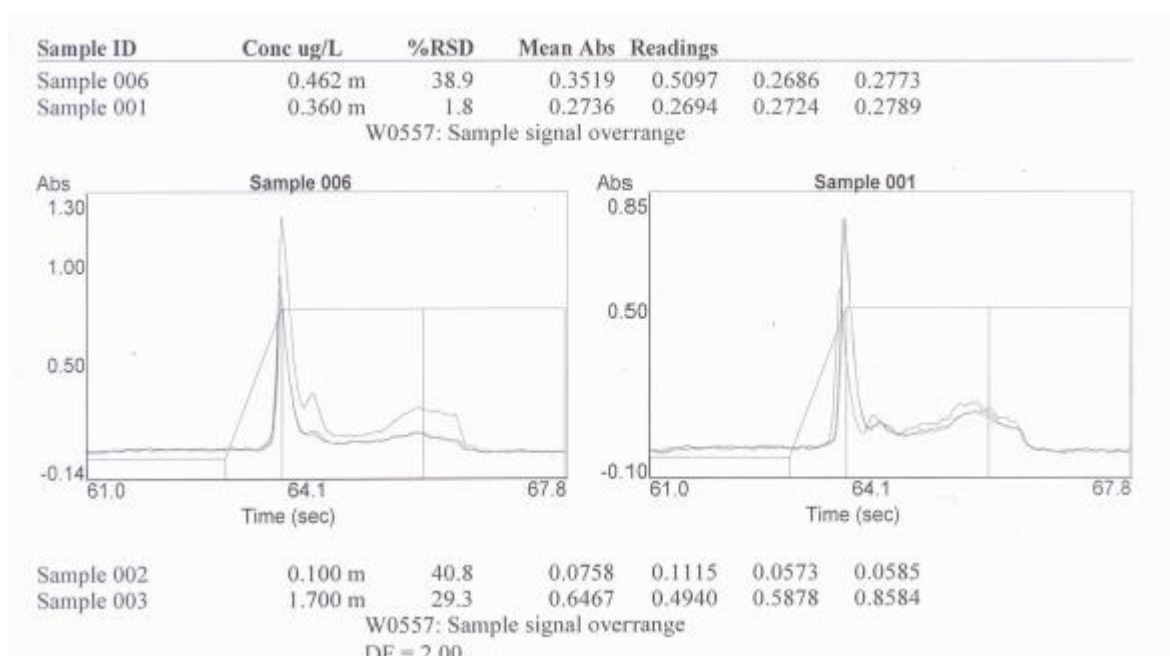 Sample ID Conc ug/L %RSD Mean Abs Readings
Sample 006 0.462 m 38.9 0.3519 0.5097 0.2686 0.2773
Sample 001 0.360 m 1.8 0.2736 0.2694 0.2724 0.2789
W0557: Sample signal overrange
Abs Sample 006
1.30
1.00
0.50
-0.14
61.0 64.1 67.8
Time (sec)
Abs Sample 001
0.85
0.50
-0.10
61.0 64.1 67.8
Time (sec)
Sample 002 0.100 m 40.8 0.0758 0.1115 0.0573 0.0585
Sample 003 1.700 m 29.3 0.6467 0.4940 0.5878 0.8584
W0557: Sample signal overrange
DF = 2.00